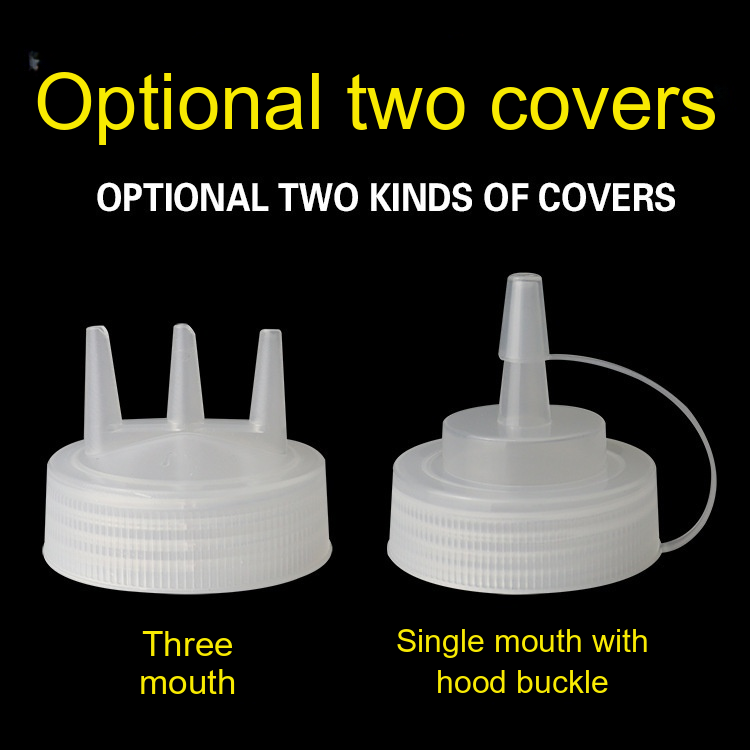 Optional two covers
OPTIONAL TWO KINDS OF COVERS
Three
mouth
Single mouth with
hood buckle